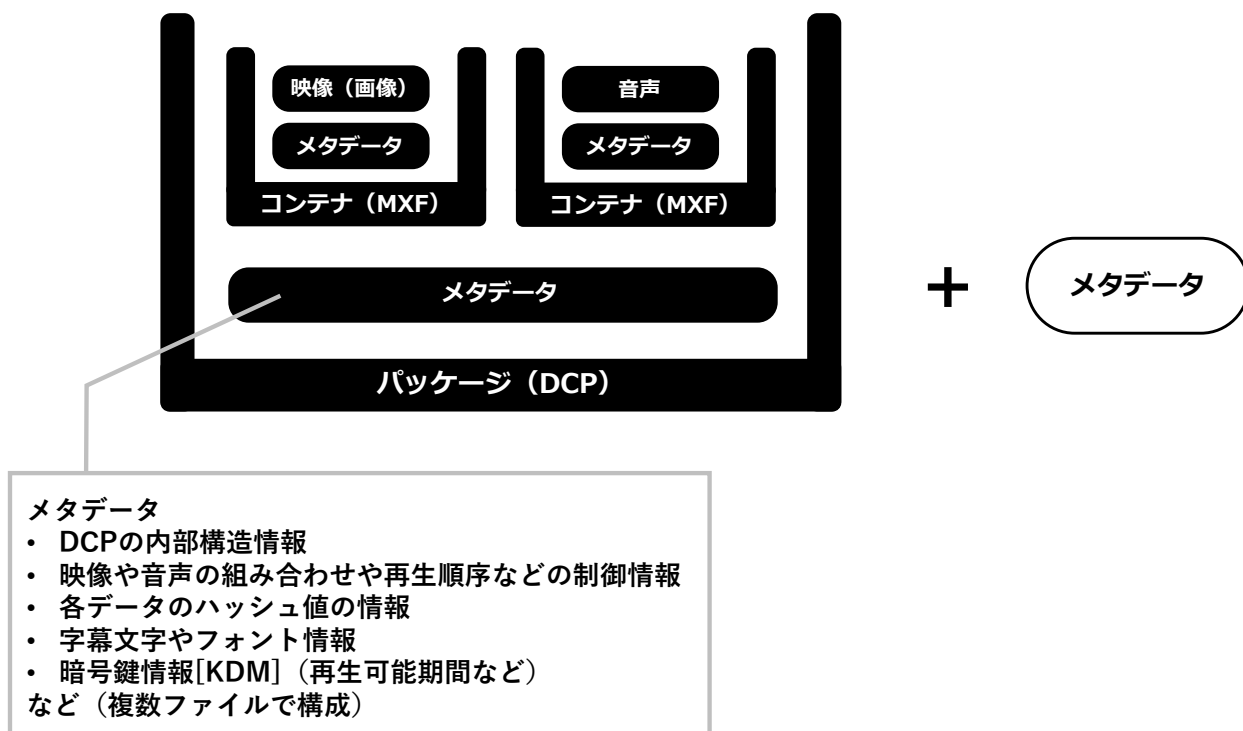 映像（画像）
メタデータ
コンテナ（MXF）
音声
メタデータ
コンテナ（MXF）
メタデータ
パッケージ（DCP）
+
メタデータ
メタデータ
• DCPの内部構造情報
• 映像や音声の組み合わせや再生順序などの制御情報
• 各データのハッシュ値の情報
• 字幕文字やフォント情報
• 暗号鍵情報[KDM]（再生可能期間など）
など（複数ファイルで構成）